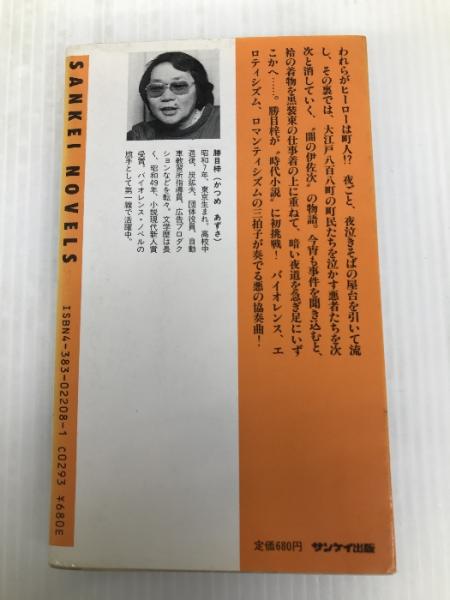 われらがヒーローは町人!? 夜ごと、夜泣きそばの屋台を引いて流
し、その裏では、大江戸八百八町の町民たちを泣かす悪者たちを次
次と消していく、“闇の伊佐次”の物語。今宵も事件を聞き込むと、
袷の着物を黒装束の仕事着の上に重ねて、暗い夜道を急ぎ足にいず
こかへ……。勝目梓が“時代小説”に初挑戦! バイオレンス、エ
ロティシズム、ロマンティシズムの三拍子が奏でる悪の協奏曲!
勝目梓(かつめ あずさ)
昭和7年、東京生まれ。高校中
退後、炭鉱夫、団体役員、自動
車教習所指導員、広告プロダク
ションなどを転々。文学歴は長
く、昭和49年、小説現代新人賞
受賞。バイオレンス・ノベルの
旗手として第一線で活躍中。
SANKEI NOVELS
ISBN4-383-02208-1 C0293 ¥680E
定価680円 サンケイ出版